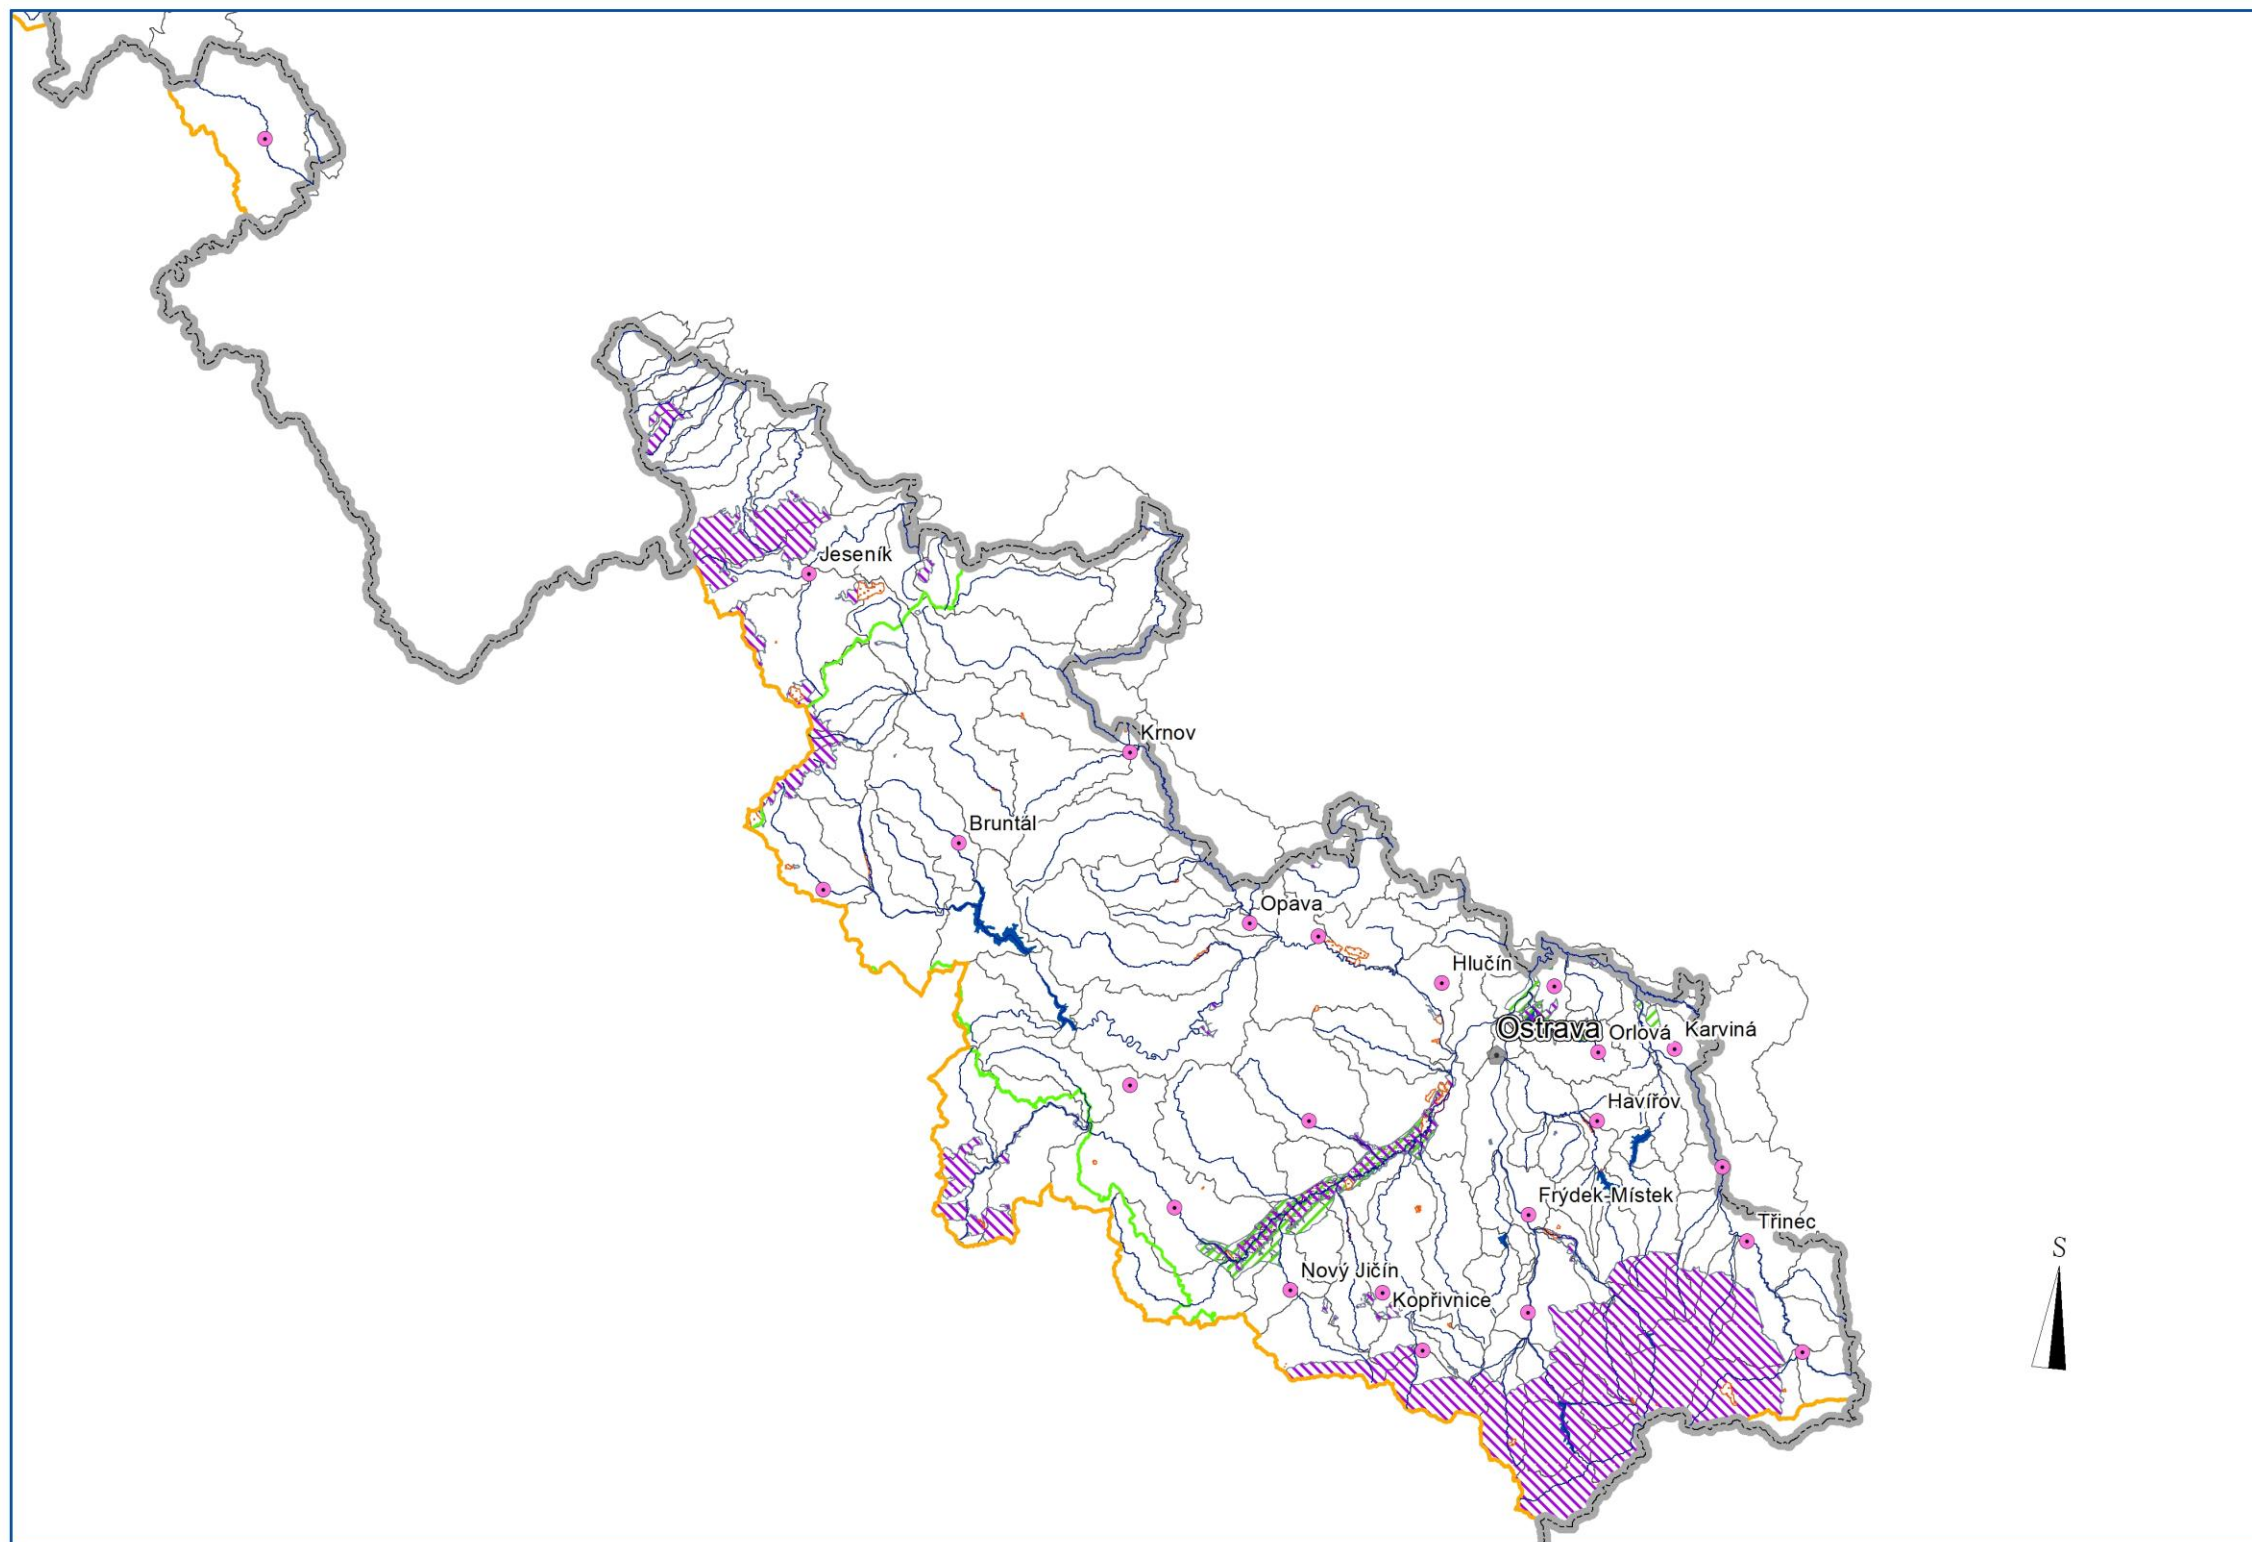 Jeseník
Krnov
Bruntál
Opava
Hlučín
Ostrava
Orlová
Karviná
Havířov
Frýdek-Místek
Třinec
Nový Jičín
Kopřivnice
S